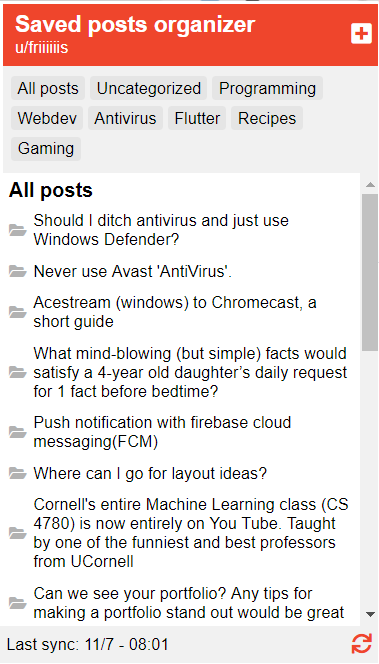 Saved posts organizer
u/friiiiiis
All posts Uncategorized Programming
Webdev Antivirus Flutter Recipes
Gaming
All posts
Should I ditch antivirus and just use
Windows Defender?
Never use Avast 'AntiVirus'.
Acestream (windows) to Chromecast, a
short guide
What mind-blowing (but simple) facts would
satisfy a 4-year old daughter’s daily request
for 1 fact before bedtime?
Push notification with firebase cloud
messaging(FCM)
Where can I go for layout ideas?
Cornell's entire Machine Learning class (CS
4780) is now entirely on You Tube. Taught
by one of the funniest and best professors
from UCornell
Can we see your portfolio? Any tips for
making a portfolio stand out would be great
Last sync: 11/7 - 08:01